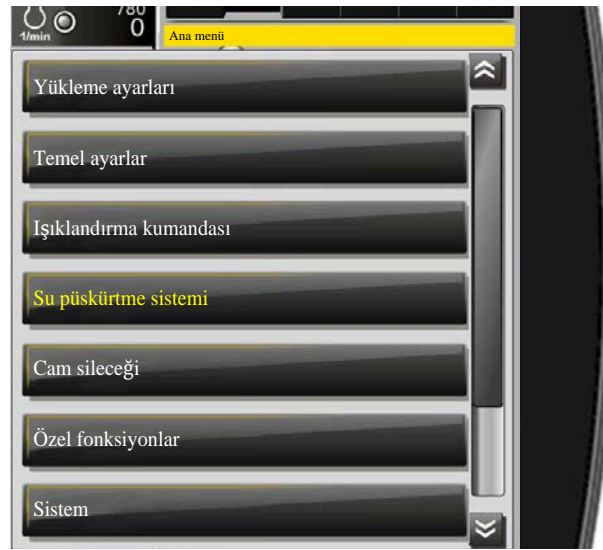 780
1/min
0
Ana menü
Yükleme ayarları
Temel ayarlar
Işıklandırma kumandası
Su püskürtme sistemi
Cam sileceği
Özel fonksiyonlar
Sistem